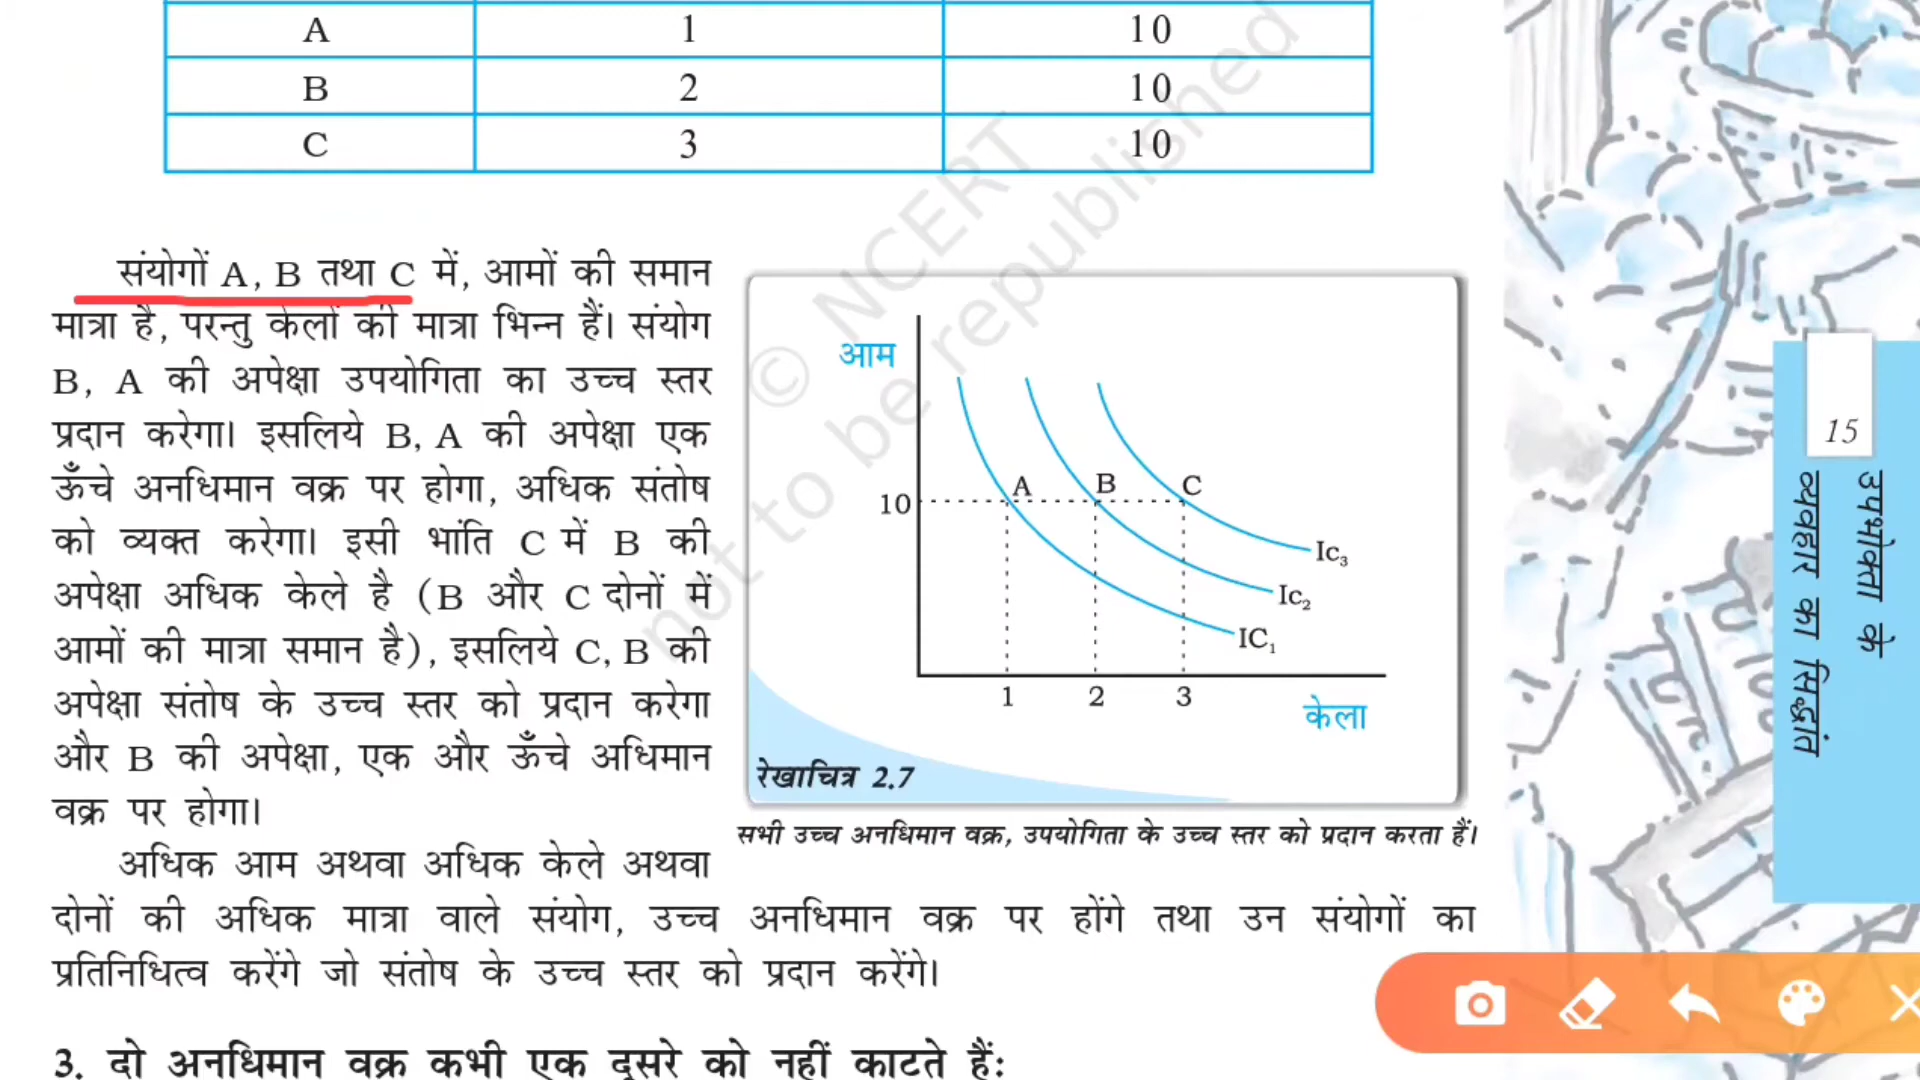 A 1 10
B 2 10
C 3 10
संयोगों A, B तथा C में, आमों की समान
मात्रा है, परन्तु केलों की मात्रा भिन्न हैं। संयोग
B, A की अपेक्षा उपयोगिता का उच्च स्तर
प्रदान करेगा। इसलिये B, A की अपेक्षा एक
ऊँचे अनधिमान वक्र पर होगा, अधिक संतोष
को व्यक्त करेगा। इसी भांति C में B की
अपेक्षा अधिक केले है (B और C दोनों में
आमों की मात्रा समान है), इसलिये C, B की
अपेक्षा संतोष के उच्च स्तर को प्रदान करेगा
और B की अपेक्षा, एक और ऊँचे अधिमान
वक्र पर होगा।
आम
10
A B C
Ic3
Ic2
IC1
1 2 3
केला
रेखाचित्र 2.7
सभी उच्च अनधिमान वक्र, उपयोगिता के उच्च स्तर को प्रदान करता हैं।
अधिक आम अथवा अधिक केले अथवा
दोनों की अधिक मात्रा वाले संयोग, उच्च अनधिमान वक्र पर होंगे तथा उन संयोगों का
प्रतिनिधित्व करेंगे जो संतोष के उच्च स्तर को प्रदान करेंगे।
3. दो अनधिमान वक्र कभी एक दूसरे को नहीं काटते हैं:
© NCERT
not to be republished
15
उपभोक्ता के
व्यवहार का सिद्धांत